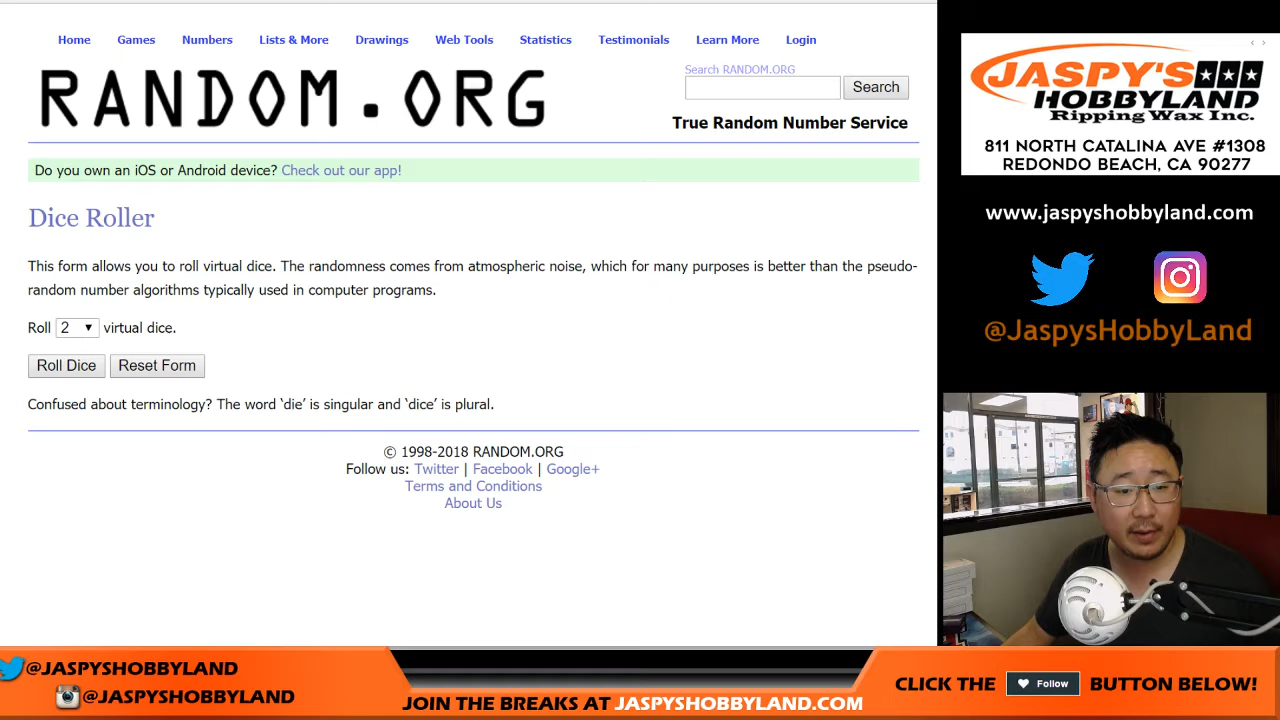 Home Games Numbers Lists & More Drawings Web Tools Statistics Testimonials Learn More Login
RANDOM.ORG
Search RANDOM.ORG
Search
True Random Number Service
Do you own an iOS or Android device? Check out our app!
Dice Roller
This form allows you to roll virtual dice. The randomness comes from atmospheric noise, which for many purposes is better than the pseudo-
random number algorithms typically used in computer programs.
Roll 2 virtual dice.
Roll Dice Reset Form
Confused about terminology? The word ‘die’ is singular and ‘dice’ is plural.
© 1998-2018 RANDOM.ORG
Follow us: Twitter | Facebook | Google+
Terms and Conditions
About Us
JASPY'S
HOBBYLAND
Ripping Wax Inc.
811 NORTH CATALINA AVE #1308
REDONDO BEACH, CA 90277
www.jaspyshobbyland.com
@JaspysHobbyLand
@JASPYSHOBBYLAND
@JASPYSHOBBYLAND
JOIN THE BREAKS AT JASPYSHOBBYLAND.COM
CLICK THE Follow BUTTON BELOW!